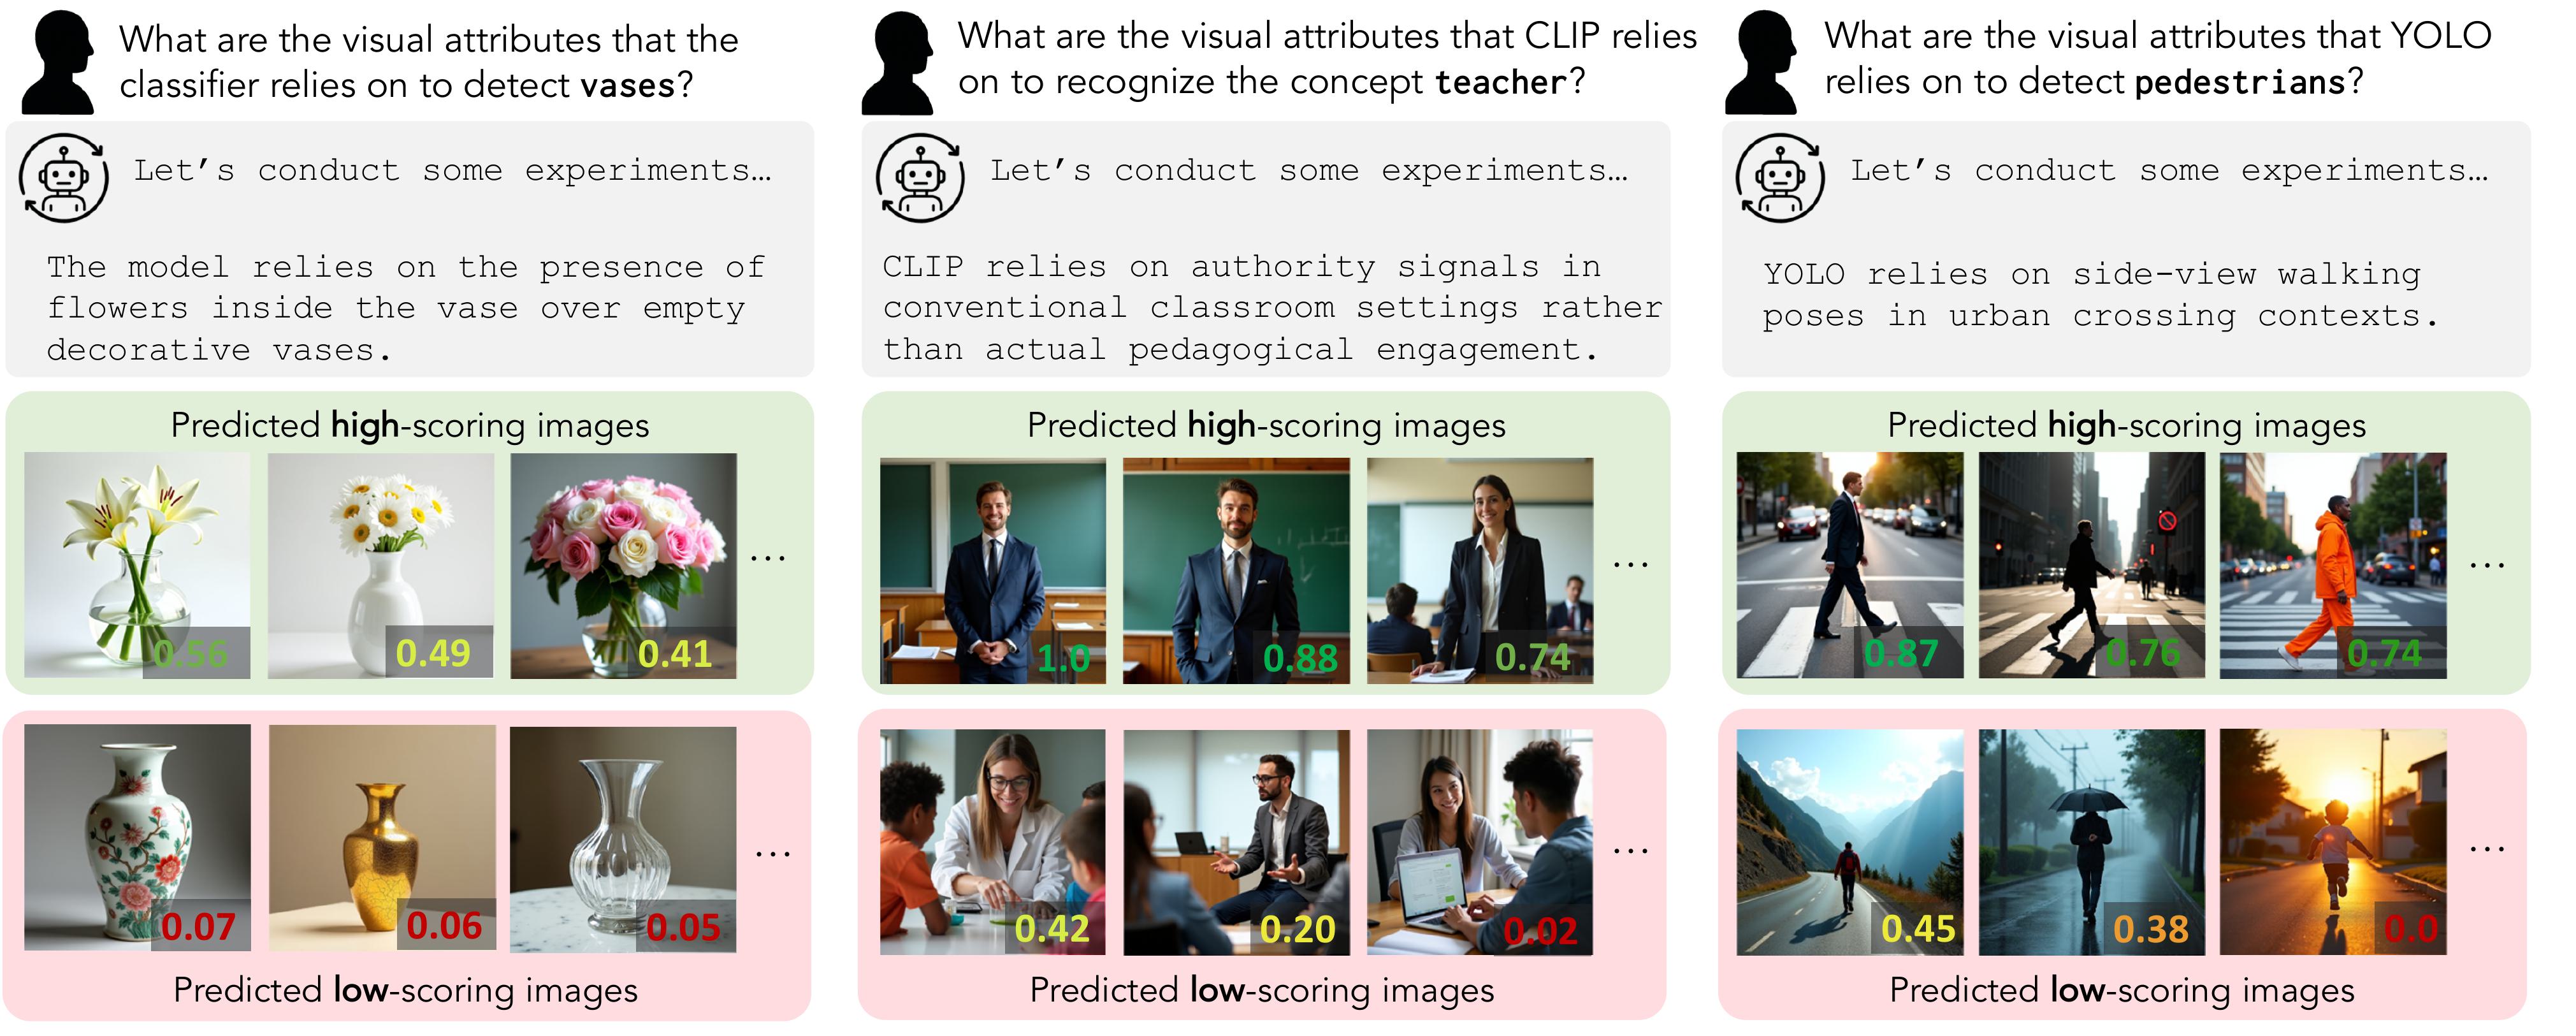 What are the visual attributes that the
classifier relies on to detect vases?
Let's conduct some experiments…
The model relies on the presence of
flowers inside the vase over empty
decorative vases.
Predicted high-scoring images
0.56
0.49
0.41
...
0.07
0.06
0.05
...
Predicted low-scoring images
What are the visual attributes that CLIP relies
on to recognize the concept teacher?
Let's conduct some experiments…
CLIP relies on authority signals in
conventional classroom settings rather
than actual pedagogical engagement.
Predicted high-scoring images
1.0
0.88
0.74
...
0.42
0.20
0.02
...
Predicted low-scoring images
What are the visual attributes that YOLO
relies on to detect pedestrians?
Let's conduct some experiments…
YOLO relies on side-view walking
poses in urban crossing contexts.
Predicted high-scoring images
0.87
0.76
0.74
...
0.45
0.38
0.0
...
Predicted low-scoring images